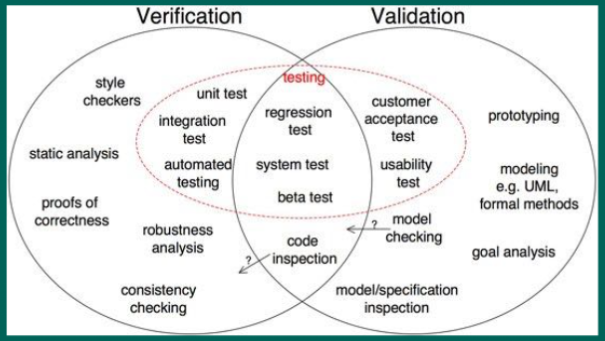 Verification
Validation
testing
style
checkers
unit test
regression
test
customer
acceptance
test
prototyping
integration
test
static analysis
automated
testing
system test
usability
test
modeling
e.g. UML,
formal methods
beta test
proofs of
correctness
robustness
analysis
?
model
checking
code
inspection
?
goal analysis
consistency
checking
model/specification
inspection